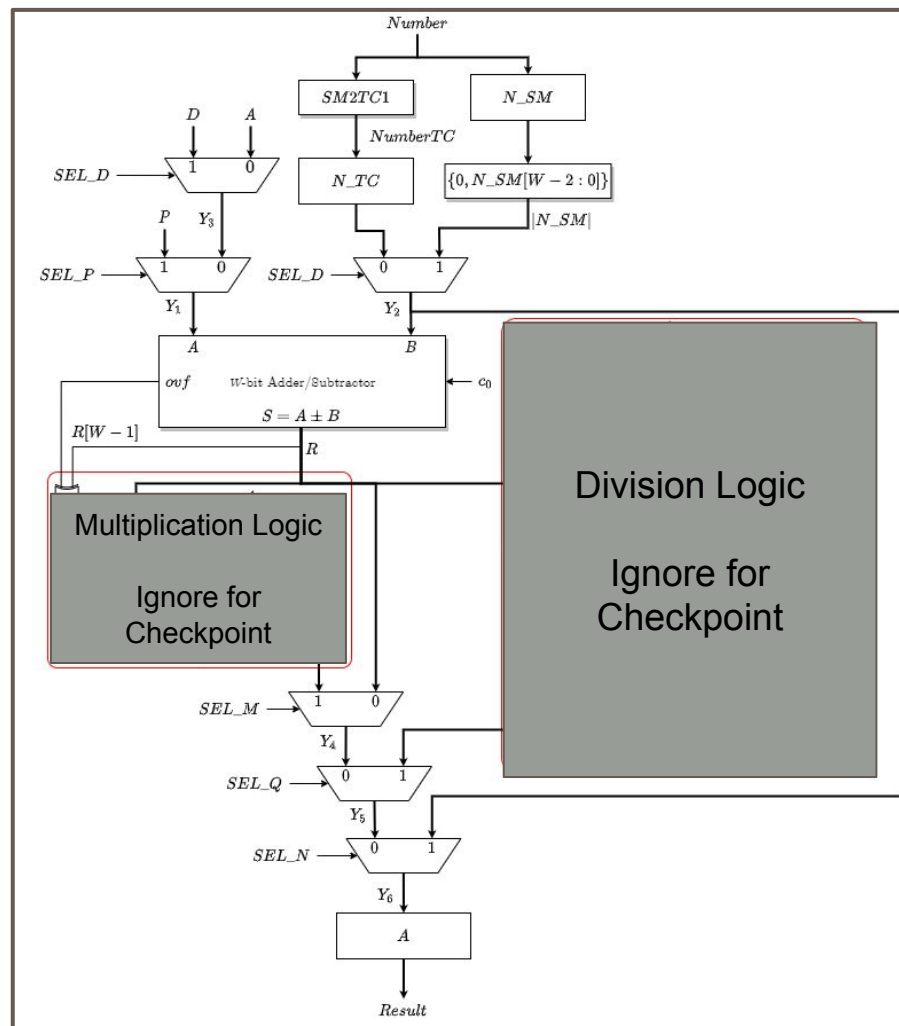 Number
SM2TC1
N_SM
D
A
NumberTC
1
0
SEL_D
N_TC
{0, N_SM[W − 2 : 0]}
Y3
P
|N_SM|
1
0
SEL_P
0
1
SEL_D
Y1
Y2
A
B
ovf
W-bit Adder/Subtractor
c0
S = A ± B
R[W − 1]
R
Multiplication Logic
Ignore for
Checkpoint
Division Logic
Ignore for
Checkpoint
1
0
SEL_M
Y4
0
1
SEL_Q
Y5
0
1
SEL_N
Y6
A
Result